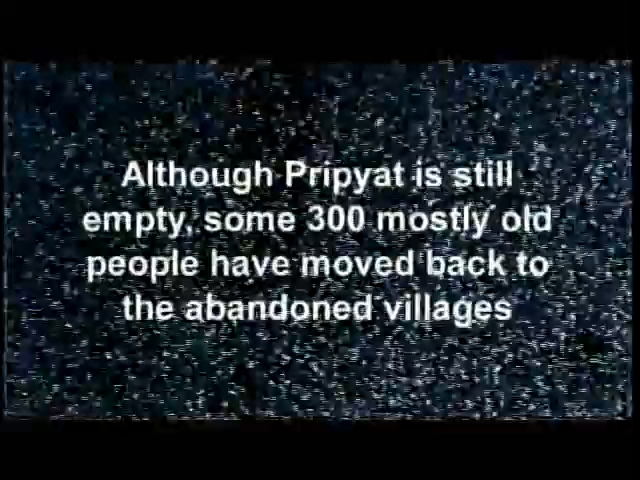 Although Pripyat is still
empty, some 300 mostly old
people have moved back to
the abandoned villages